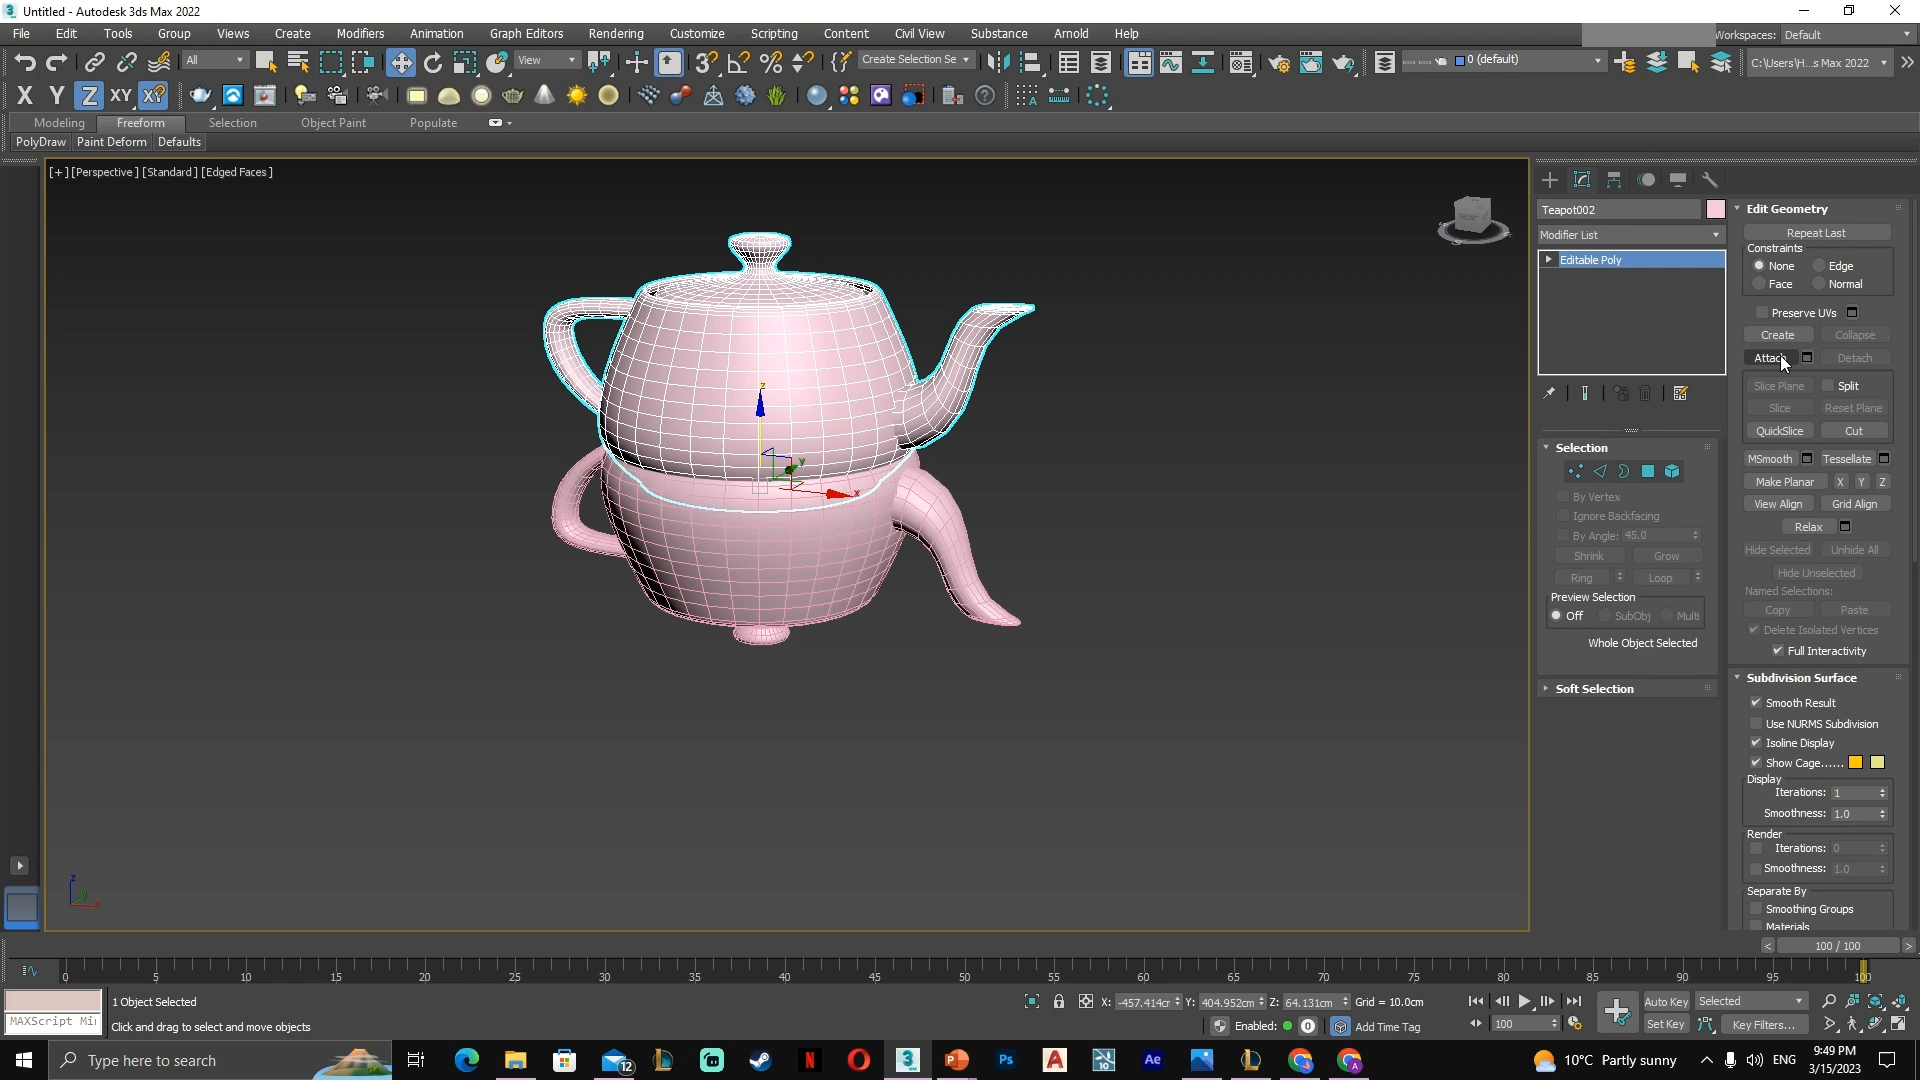 Untitled - Autodesk 3ds Max 2022
File Edit Tools Group Views Create Modifiers Animation Graph Editors Rendering Customize Scripting Content Civil View Substance Arnold Help Workspaces: Default
All View Create Selection Se 0 (default) C:\Users\H...s Max 2022
X Y Z XY
Modeling Freeform Selection Object Paint Populate
PolyDraw Paint Deform Defaults
[+] [Perspective] [Standard] [Edged Faces]
FRONT
z
y
x
z
y
Teapot002
Modifier List
Editable Poly
Selection
By Vertex
Ignore Backfacing
By Angle: 45.0
Shrink Grow
Ring Loop
Preview Selection
Off SubObj Multi
Whole Object Selected
Soft Selection
Edit Geometry
Repeat Last
Constraints
None Edge
Face Normal
Preserve UVs
Create Collapse
Attach Detach
Slice Plane Split
Slice Reset Plane
QuickSlice Cut
MSmooth Tessellate
Make Planar X Y Z
View Align Grid Align
Relax
Hide Selected Unhide All
Hide Unselected
Named Selections:
Copy Paste
Delete Isolated Vertices
Full Interactivity
Subdivision Surface
Smooth Result
Use NURMS Subdivision
Isoline Display
Show Cage......
Display
Iterations: 1
Smoothness: 1.0
Render
Iterations: 0
Smoothness: 1.0
Separate By
Smoothing Groups
Materials
< 100 / 100 >
0 5 10 15 20 25 30 35 40 45 50 55 60 65 70 75 80 85 90 95 100
1 Object Selected X: -457.414cm Y: 404.952cm Z: 64.131cm Grid = 10.0cm Auto Key Selected
MAXScript Mi Click and drag to select and move objects Enabled: 0 Add Time Tag 100 Set Key Key Filters...
Type here to search 12 N Ps A Ae A 10°C Partly sunny ENG 9:49 PM
3/15/2023